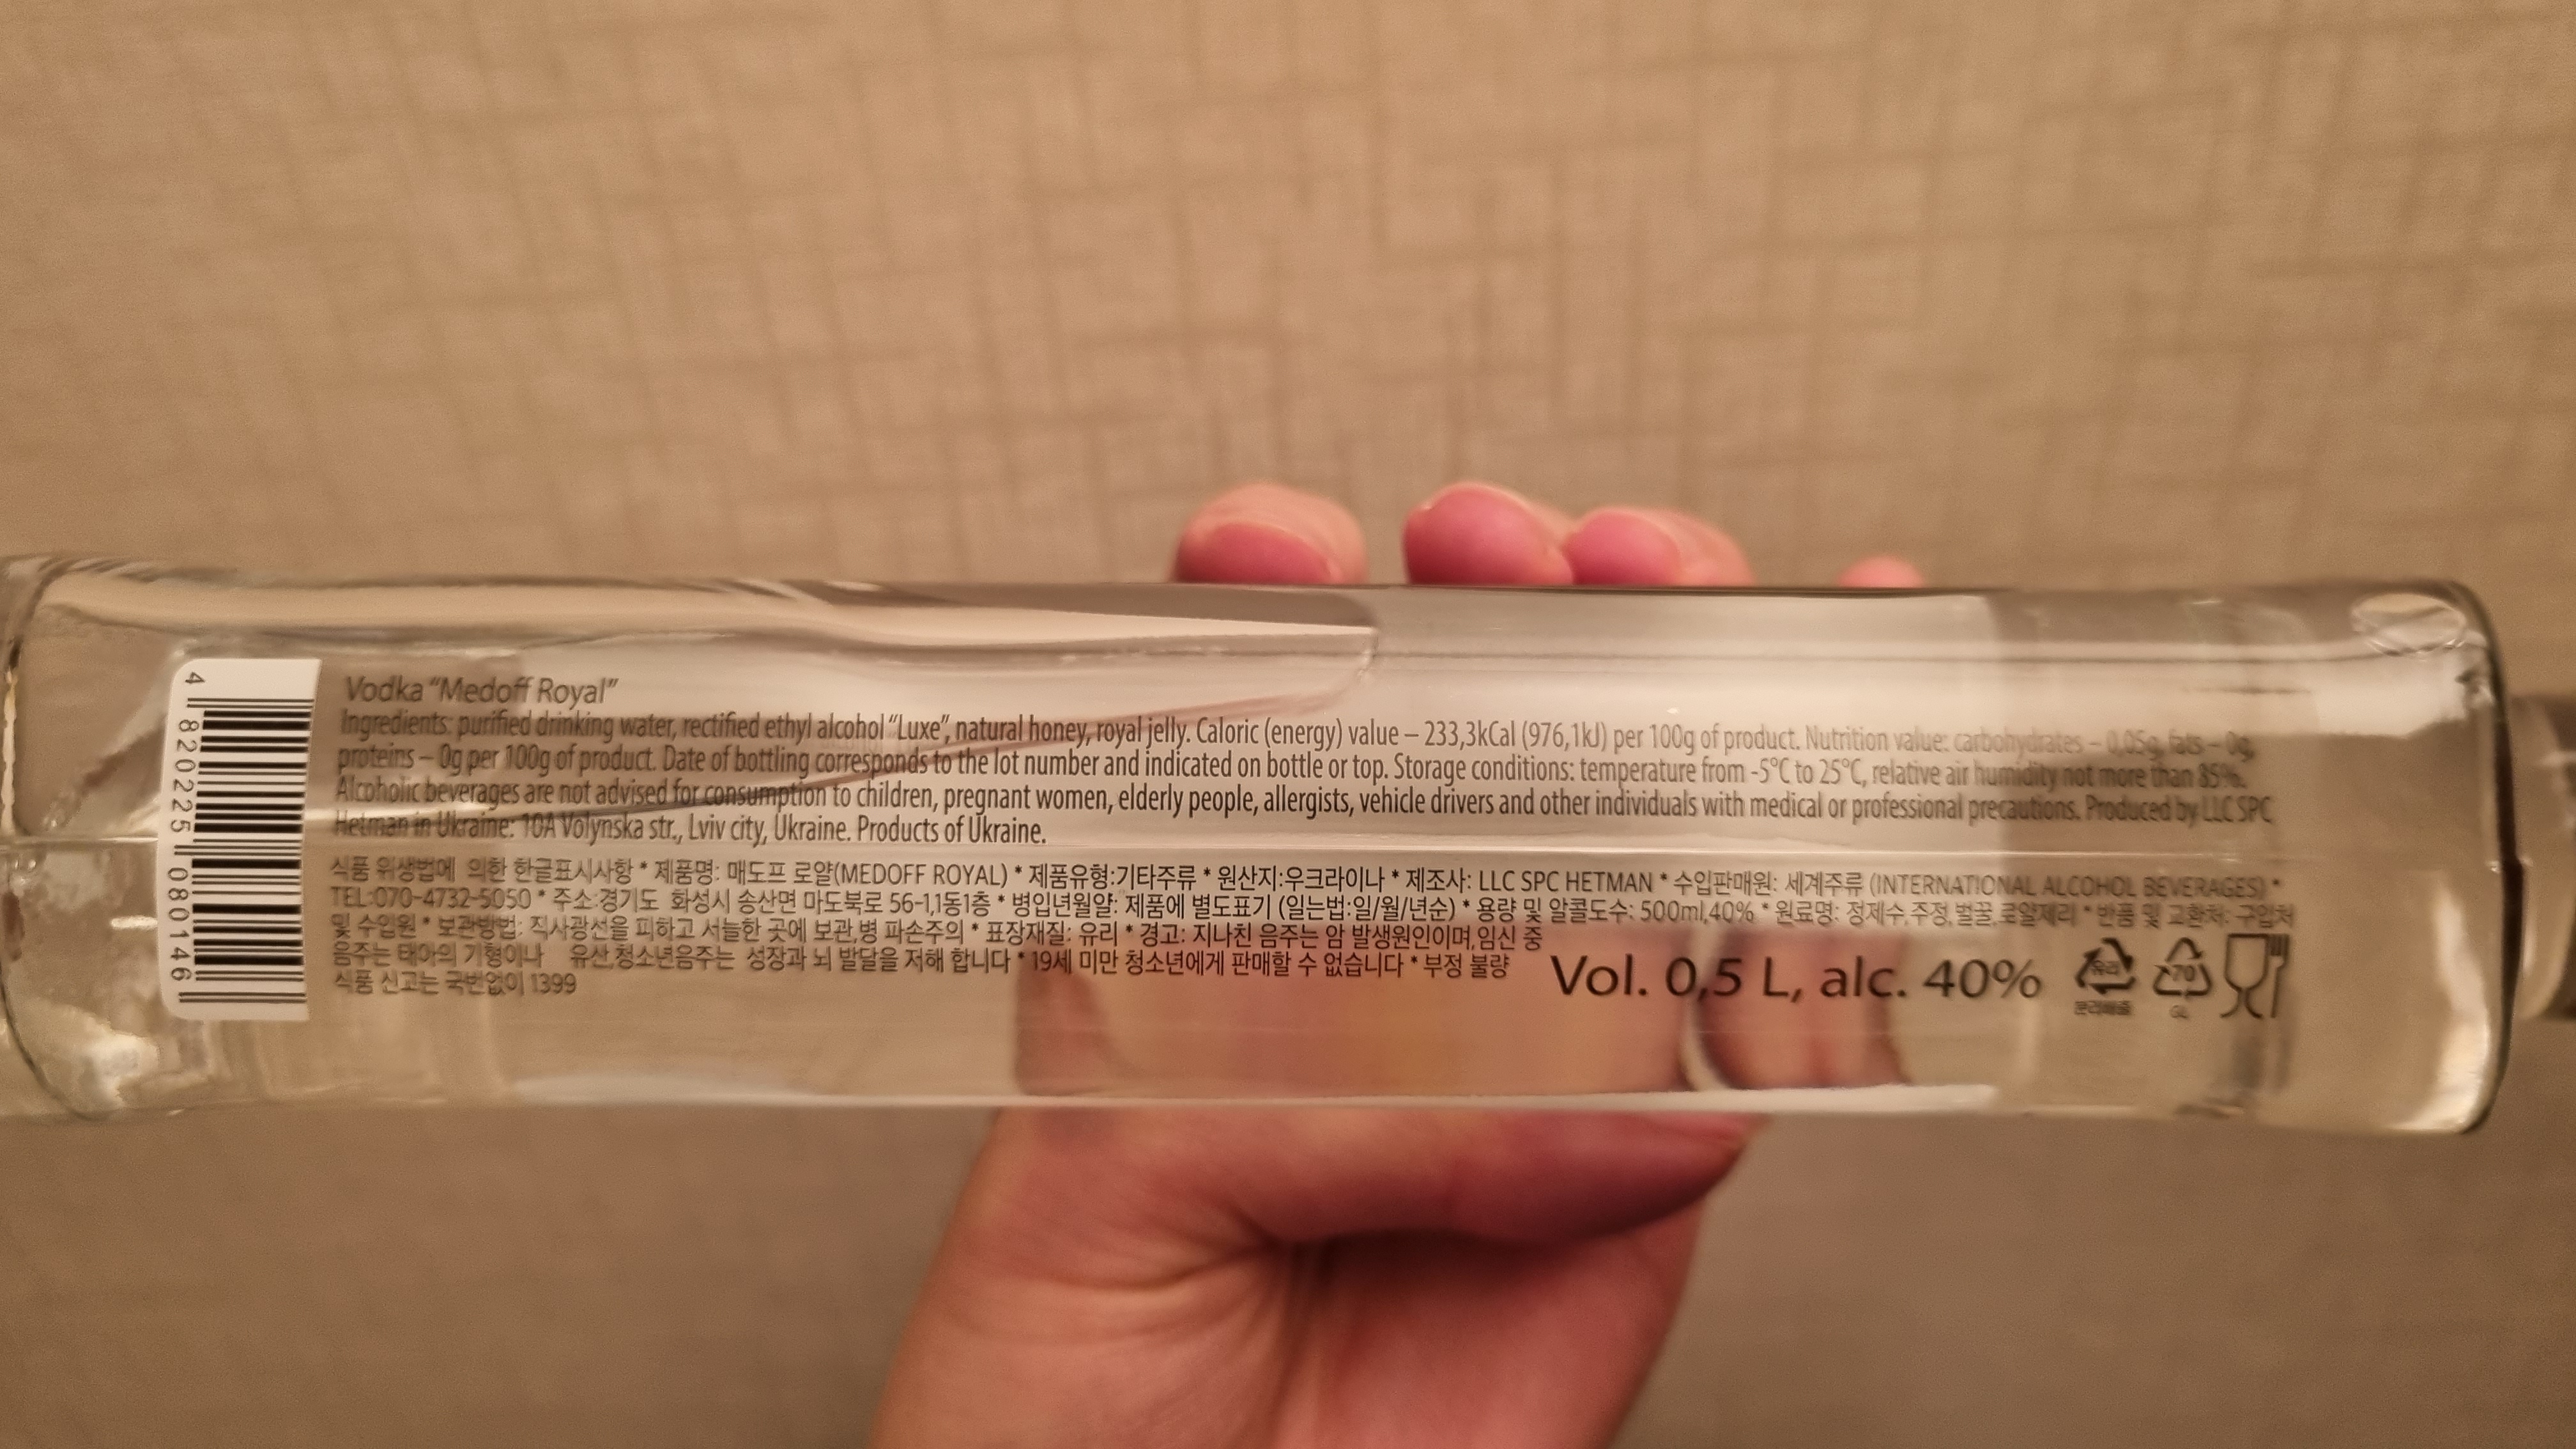 Vodka “Medoff Royal”
Ingredients: purified drinking water, rectified ethyl alcohol “Luxe”, natural honey, royal jelly. Caloric (energy) value – 233,3kCal (976,1kJ) per 100g of product. Nutrition value: carbohydrates – 0,05g, fats – 0g,
proteins – 0g per 100g of product. Date of bottling corresponds to the lot number and indicated on bottle or top. Storage conditions: temperature from -5°C to 25°C, relative air humidity not more than 85%.
Alcoholic beverages are not advised for consumption to children, pregnant women, elderly people, allergists, vehicle drivers and other individuals with medical or professional precautions. Produced by LLC SPC
Hetman in Ukraine: 10A Volynska str., Lviv city, Ukraine. Products of Ukraine.
식품 위생법에 의한 한글표시사항 * 제품명: 매도프 로얄(MEDOFF ROYAL) * 제품유형:기타주류 * 원산지:우크라이나 * 제조사: LLC SPC HETMAN * 수입판매원: 세계주류 (INTERNATIONAL ALCOHOL BEVERAGES) *
TEL:070-4732-5050 * 주소:경기도 화성시 송산면 마도북로 56-1,1동1층 * 병입년월얄: 제품에 별도표기 (일는법:일/월/년순) * 용량 및 알콜도수: 500ml,40% * 원료명: 정제수,주정,벌꿀,로얄제리 * 반품 및 교환처: 구입처
및 수입원 * 보관방법: 직사광선을 피하고 서늘한 곳에 보관,병 파손주의 * 표장재질: 유리 * 경고: 지나친 음주는 암 발생원인이며,임신 중
음주는 태아의 기형이나 유산,청소년음주는 성장과 뇌 발달을 저해 합니다 * 19세 미만 청소년에게 판매할 수 없습니다 * 부정 불량
식품 신고는 국번없이 1399
Vol. 0,5 L, alc. 40%
유리
분리배출
70
GL
4 820225 080146